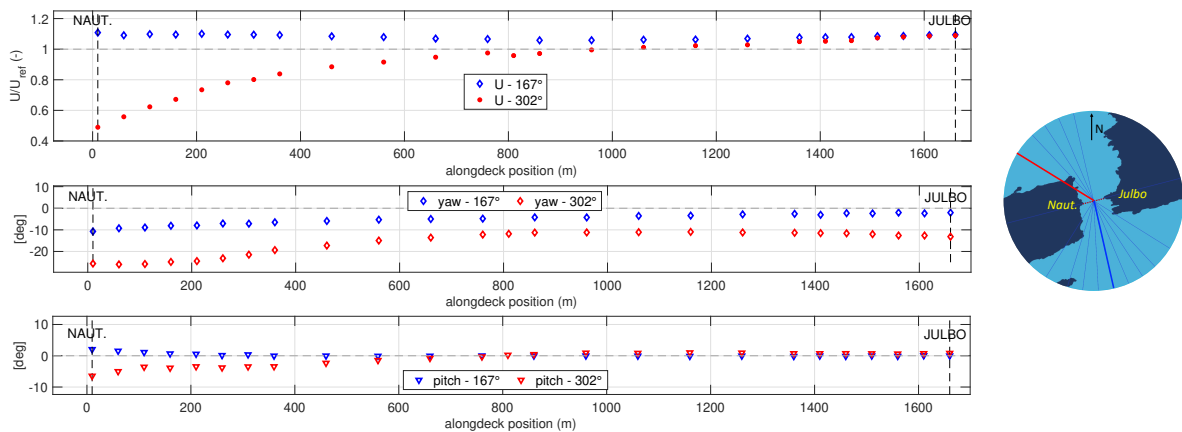 NAUT.
JULBO
1.2
1
0.8
0.6
0.4
U/U_ref (-)
U - 167°
U - 302°
0 200 400 600 800 1000 1200 1400 1600
alongdeck position (m)
NAUT.
JULBO
10
0
-10
-20
[deg]
yaw - 167° yaw - 302°
0 200 400 600 800 1000 1200 1400 1600
alongdeck position (m)
NAUT.
JULBO
10
0
-10
[deg]
pitch - 167° pitch - 302°
0 200 400 600 800 1000 1200 1400 1600
alongdeck position (m)
N
Julbo
Naut.